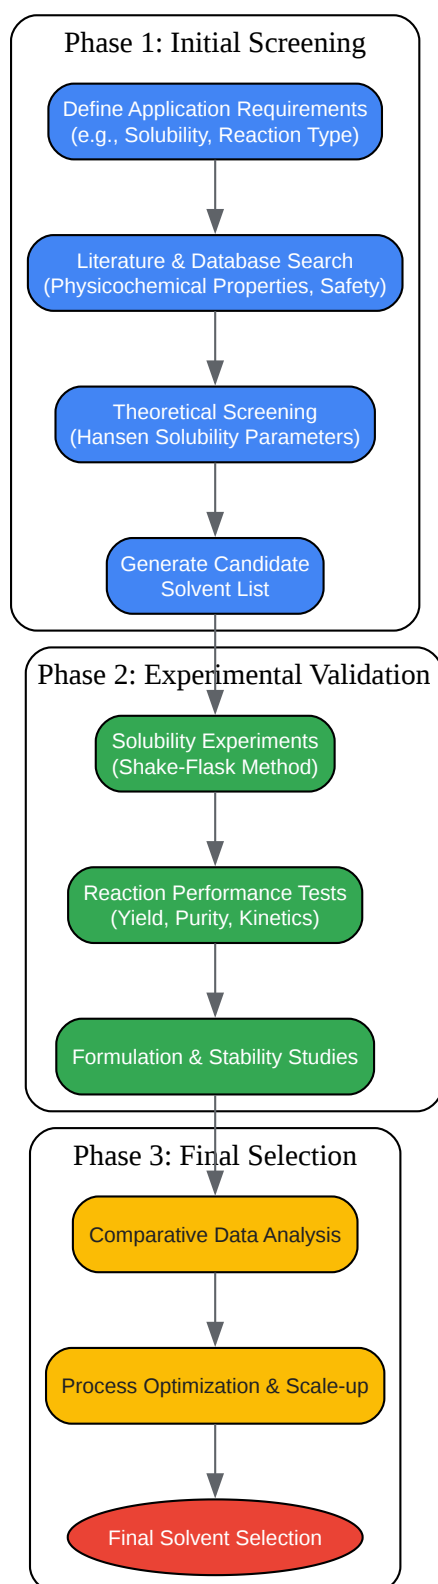 Phase 1: Initial Screening
Define Application Requirements
(e.g., Solubility, Reaction Type)
Literature & Database Search
(Physicochemical Properties, Safety)
Theoretical Screening
(Hansen Solubility Parameters)
Generate Candidate
Solvent List
Phase 2: Experimental Validation
Solubility Experiments
(Shake-Flask Method)
Reaction Performance Tests
(Yield, Purity, Kinetics)
Formulation & Stability Studies
Phase 3: Final Selection
Comparative Data Analysis
Process Optimization & Scale-up
Final Solvent Selection